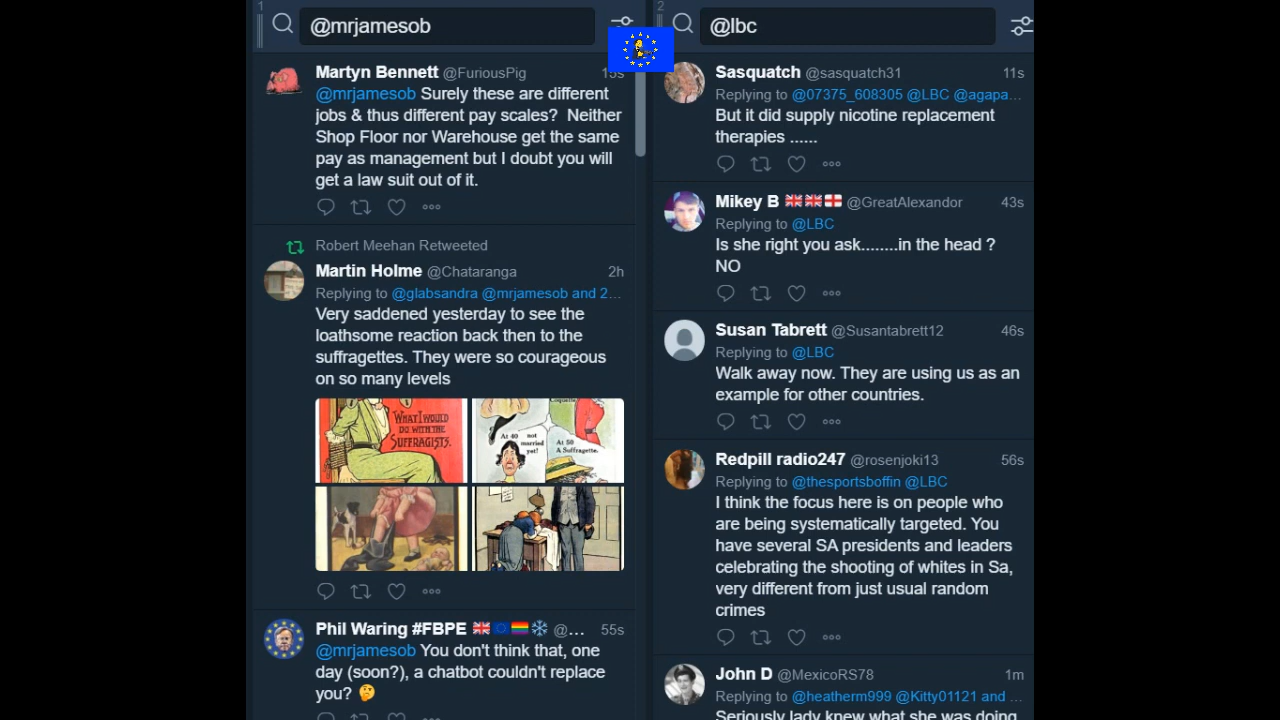 1
@mrjamesob
Martyn Bennett @FuriousPig 15s
@mrjamesob Surely these are different
jobs & thus different pay scales? Neither
Shop Floor nor Warehouse get the same
pay as management but I doubt you will
get a law suit out of it.
Robert Meehan Retweeted
Martin Holme @Chataranga 2h
Replying to @glabsandra @mrjamesob and 2...
Very saddened yesterday to see the
loathsome reaction back then to the
suffragettes. They were so courageous
on so many levels
WHAT I WOULD
DO WITH THE
SUFFRAGISTS.
Coquette
At 40 not
married
yet!
At 50
A Suffragette.
Phil Waring #FBPE 🇬🇧🇪🇺🏳️‍🌈❄ @... 55s
@mrjamesob You don't think that, one
day (soon?), a chatbot couldn't replace
you? 🤔
2
@lbc
Sasquatch @sasquatch31 11s
Replying to @07375_608305 @LBC @agapa...
But it did supply nicotine replacement
therapies ......
Mikey B 🇬🇧🇬🇧🏴󠁧󠁢󠁥󠁮󠁧󠁿 @GreatAlexandor 43s
Replying to @LBC
Is she right you ask........in the head ?
NO
Susan Tabrett @Susantabrett12 46s
Replying to @LBC
Walk away now. They are using us as an
example for other countries.
Redpill radio247 @rosenjoki13 56s
Replying to @thesportsboffin @LBC
I think the focus here is on people who
are being systematically targeted. You
have several SA presidents and leaders
celebrating the shooting of whites in Sa,
very different from just usual random
crimes
John D @MexicoRS78 1m
Replying to @heatherm999 @Kitty01121 and ...
Seriously lady knew what she was doing